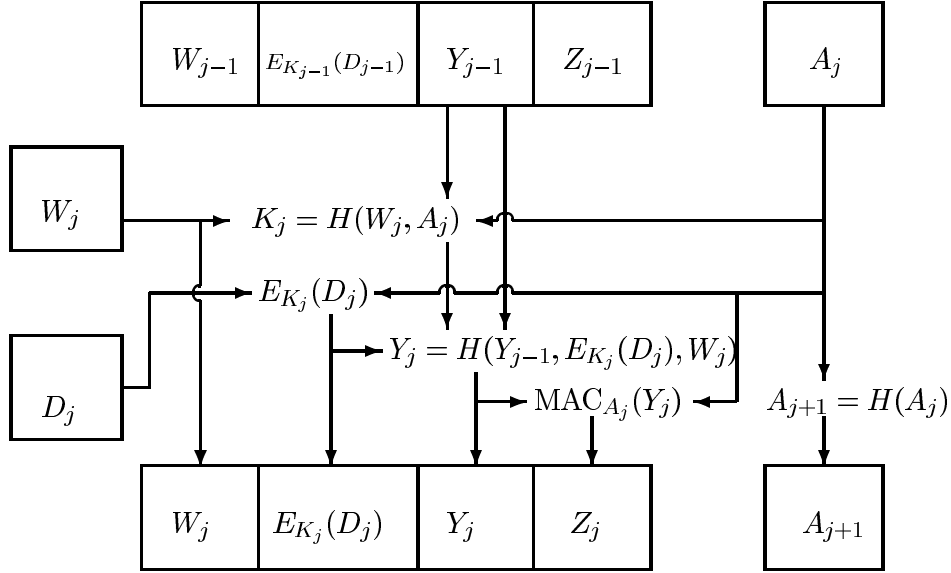 W_{j−1} E_{K_{j−1}}(D_{j−1}) Y_{j−1} Z_{j−1} A_j
W_j K_j = H(W_j, A_j)
E_{K_j}(D_j)
Y_j = H(Y_{j−1}, E_{K_j}(D_j), W_j)
D_j MAC_{A_j}(Y_j) A_{j+1} = H(A_j)
W_j E_{K_j}(D_j) Y_j Z_j A_{j+1}